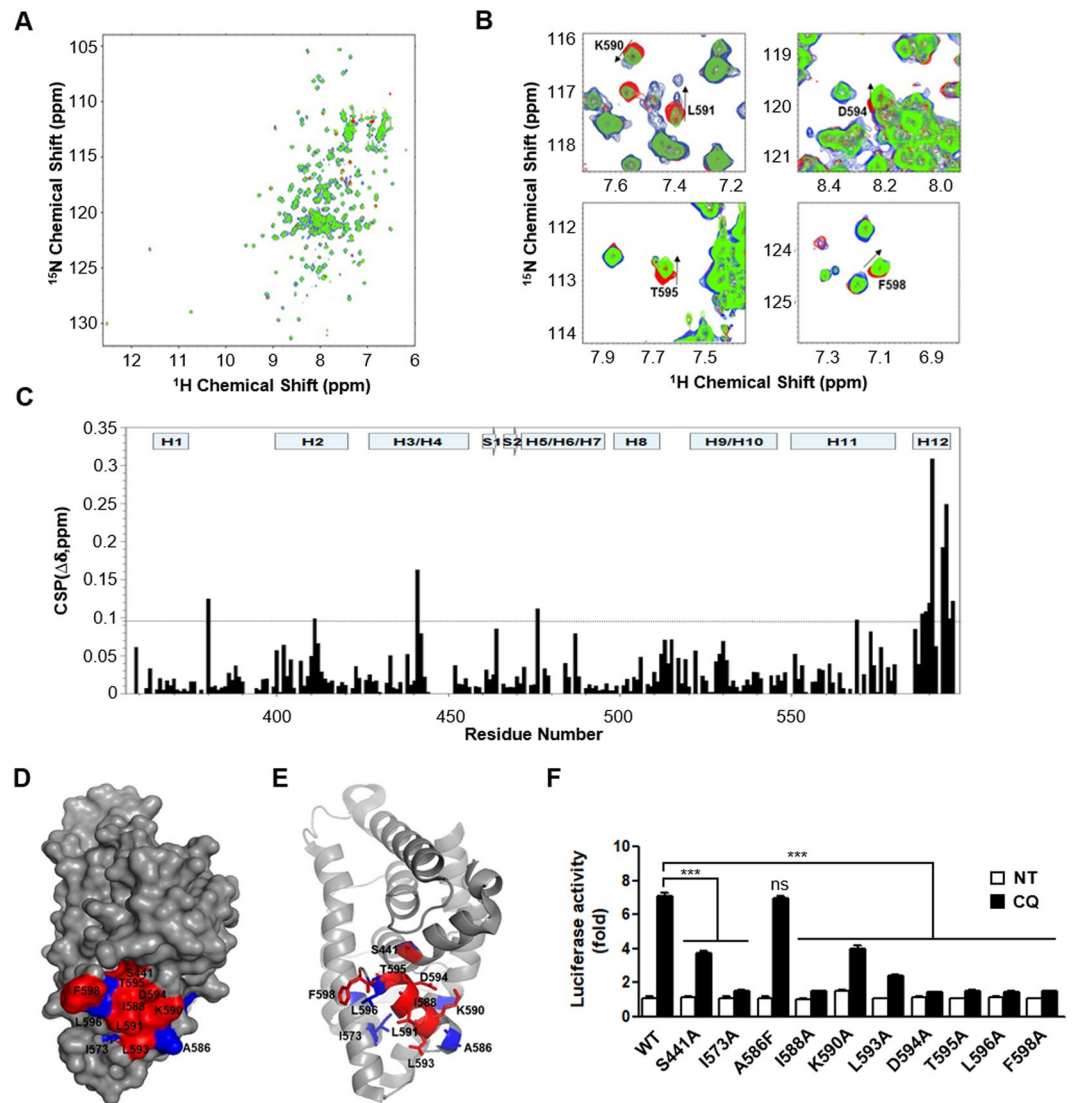 A
15N Chemical Shift (ppm)
105
110
115
120
125
130
12 11 10 9 8 7 6
1H Chemical Shift (ppm)
B
15N Chemical Shift (ppm)
116
117
118
K590
L591
7.6 7.4 7.2
119
120
121
D594
8.4 8.2 8.0
112
113
114
T595
7.9 7.7 7.5
124
125
F598
7.3 7.1 6.9
1H Chemical Shift (ppm)
C
CSP(Δδ,ppm)
0.35
0.3
0.25
0.2
0.15
0.1
0.05
0
H1 H2 H3/H4 S1 S2 H5/H6/H7 H8 H9/H10 H11 H12
400 450 500 550
Residue Number
D
S441
T595
F598
D594
I588
L596
K590
L591
I573
L593
A586
E
S441
T595
D594
F598
I588
L596
K590
L591
I573
A586
L593
F
Luciferase activity
(fold)
10
8
6
4
2
0
***
***
ns
NT
CQ
WT
S441A
I573A
A586F
I588A
K590A
L593A
D594A
T595A
L596A
F598A